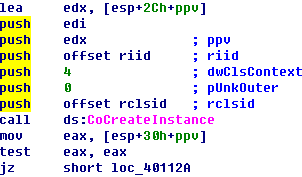 lea edx, [esp+2Ch+ppv]
push edi
push edx ; ppv
push offset riid ; riid
push 4 ; dwClsContext
push 0 ; pUnkOuter
push offset rclsid ; rclsid
call ds:CoCreateInstance
mov eax, [esp+30h+ppv]
test eax, eax
jz short loc_40112A